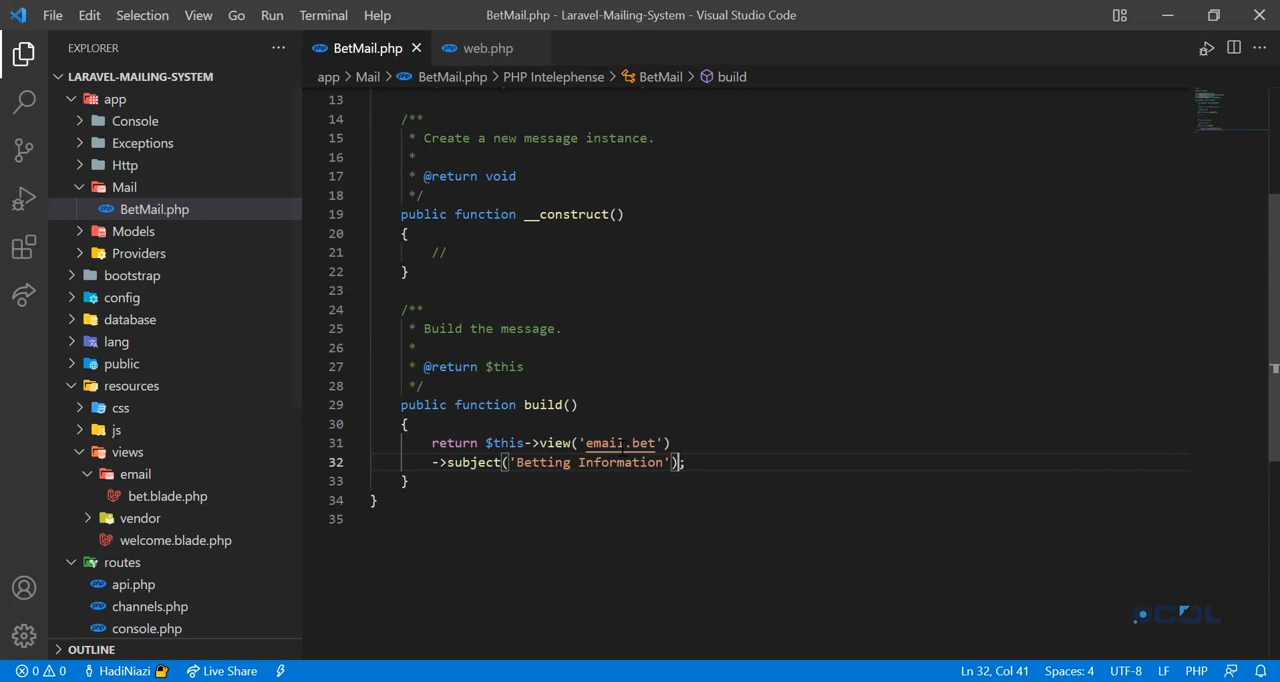 File Edit Selection View Go Run Terminal Help
BetMail.php - Laravel-Mailing-System - Visual Studio Code
EXPLORER
LARAVEL-MAILING-SYSTEM
app
Console
Exceptions
Http
Mail
BetMail.php
Models
Providers
bootstrap
config
database
lang
public
resources
css
js
views
email
bet.blade.php
vendor
welcome.blade.php
routes
api.php
channels.php
console.php
OUTLINE
BetMail.php web.php
app > Mail > BetMail.php > PHP Intelephense > BetMail > build
13
14 /**
15 * Create a new message instance.
16 *
17 * @return void
18 */
19 public function __construct()
20 {
21 //
22 }
23
24 /**
25 * Build the message.
26 *
27 * @return $this
28 */
29 public function build()
30 {
31 return $this->view('email.bet')
32 ->subject('Betting Information');
33 }
34 }
35
0 0 HadiNiazi Live Share
Ln 32, Col 41 Spaces: 4 UTF-8 LF PHP